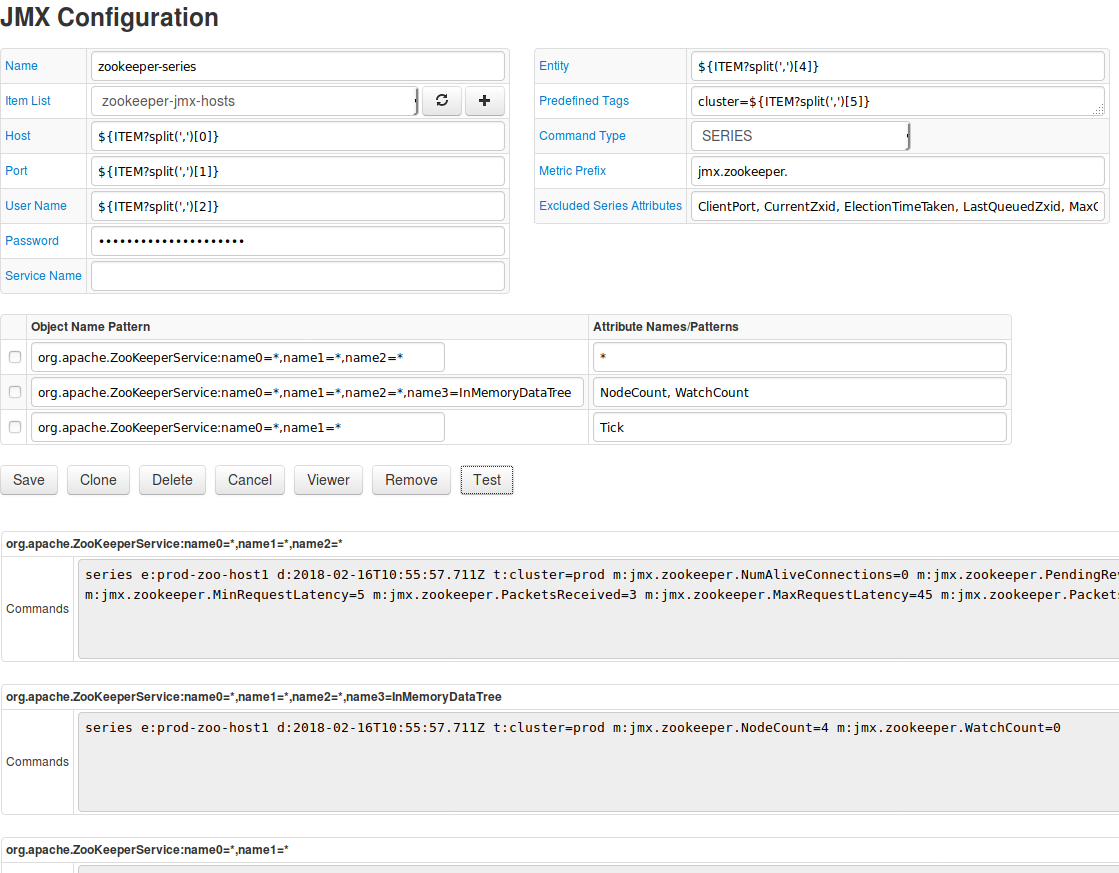 JMX Configuration
Name zookeeper-series
Item List zookeeper-jmx-hosts
Host ${ITEM?split(',')[0]}
Port ${ITEM?split(',')[1]}
User Name ${ITEM?split(',')[2]}
Password •••••••••••••••••••••
Service Name
Entity ${ITEM?split(',')[4]}
Predefined Tags cluster=${ITEM?split(',')[5]}
Command Type SERIES
Metric Prefix jmx.zookeeper.
Excluded Series Attributes ClientPort, CurrentZxid, ElectionTimeTaken, LastQueuedZxid,
Object Name Pattern Attribute Names/Patterns
org.apache.ZooKeeperService:name0=*,name1=*,name2=* *
org.apache.ZooKeeperService:name0=*,name1=*,name2=*,name3=InMemoryDataTree NodeCount, WatchCount
org.apache.ZooKeeperService:name0=*,name1=* Tick
Save Clone Delete Cancel Viewer Remove Test
org.apache.ZooKeeperService:name0=*,name1=*,name2=*
Commands
series e:prod-zoo-host1 d:2018-02-16T10:55:57.711Z t:cluster=prod m:jmx.zookeeper.NumAliveConnections=0
m:jmx.zookeeper.MinRequestLatency=5 m:jmx.zookeeper.PacketsReceived=3 m:jmx.zookeeper.MaxRequestLatency=45
org.apache.ZooKeeperService:name0=*,name1=*,name2=*,name3=InMemoryDataTree
Commands
series e:prod-zoo-host1 d:2018-02-16T10:55:57.711Z t:cluster=prod m:jmx.zookeeper.NodeCount=4 m:jmx.zookeeper.WatchCount=0
org.apache.ZooKeeperService:name0=*,name1=*